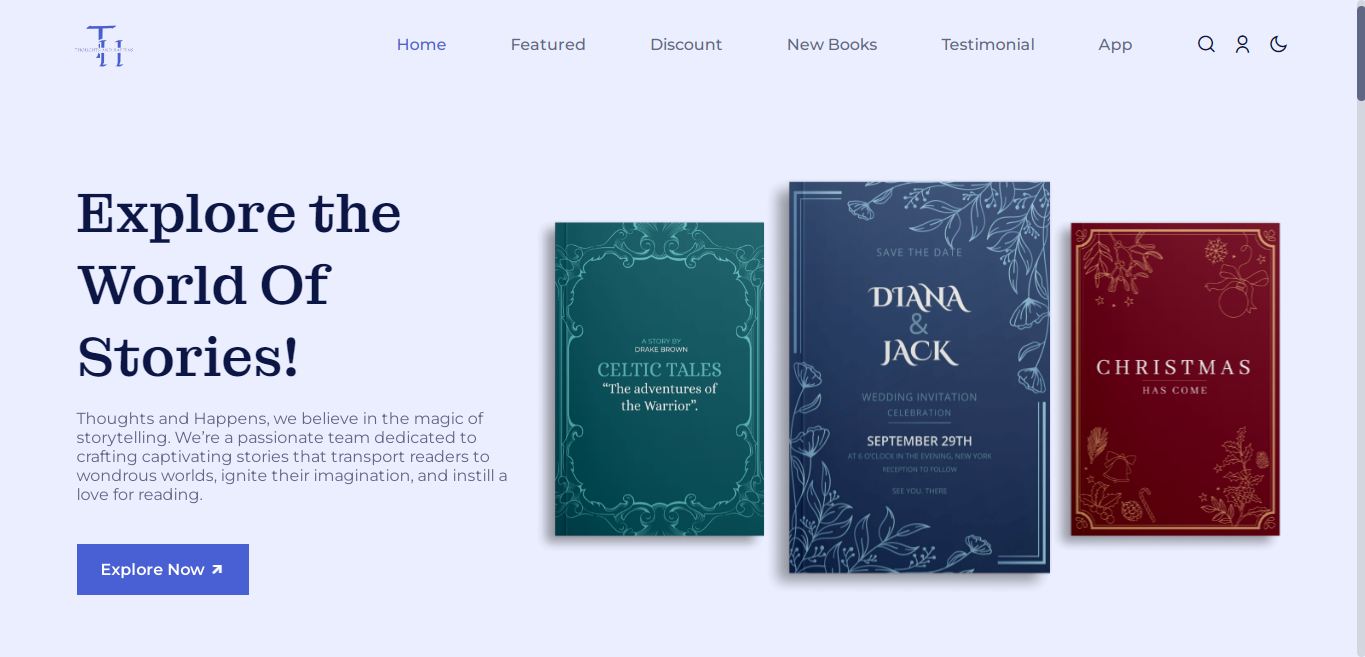 TH
THOUGHTS AND HAPPENS
Home
Featured
Discount
New Books
Testimonial
App
Explore the
World Of
Stories!
Thoughts and Happens, we believe in the magic of
storytelling. We’re a passionate team dedicated to
crafting captivating stories that transport readers to
wondrous worlds, ignite their imagination, and instill a
love for reading.
Explore Now
A STORY BY
DRAKE BROWN
CELTIC TALES
“The adventures of
the Warrior”.
SAVE THE DATE
DIANA
&
JACK
WEDDING INVITATION
CELEBRATION
SEPTEMBER 29TH
AT 6 O'CLOCK IN THE EVENING, NEW YORK
RECEPTION TO FOLLOW
SEE YOU, THERE
CHRISTMAS
HAS COME